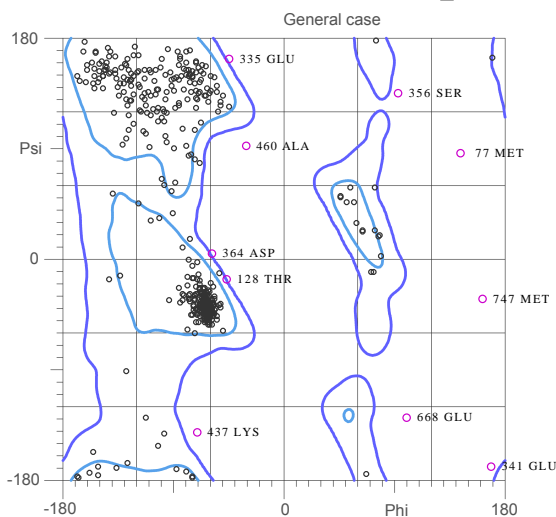 General case
180
335 GLU
356 SER
Psi
460 ALA
77 MET
364 ASP
0
128 THR
747 MET
668 GLU
437 LYS
341 GLU
-180
-180
0
Phi
180